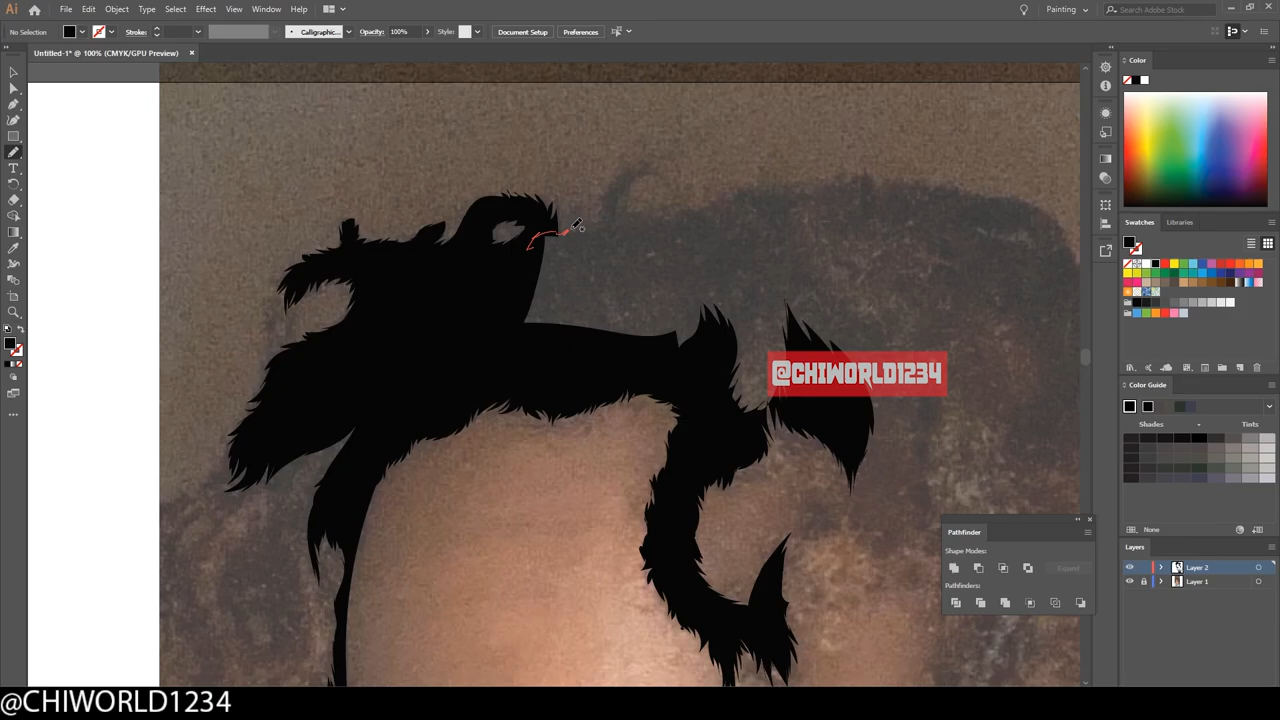 Ai File Edit Object Type Select Effect View Window Help Painting Search Adobe Stock
No Selection Stroke: Calligraphic... Opacity: 100% Style: Document Setup Preferences
Untitled-1* @ 100% (CMYK/GPU Preview)
Color
Swatches Libraries
@CHIWORLD1234
Color Guide
Shades Tints
None
Pathfinder
Shape Modes:
Expand
Pathfinders:
Layers
Layer 2
Layer 1
@CHIWORLD1234